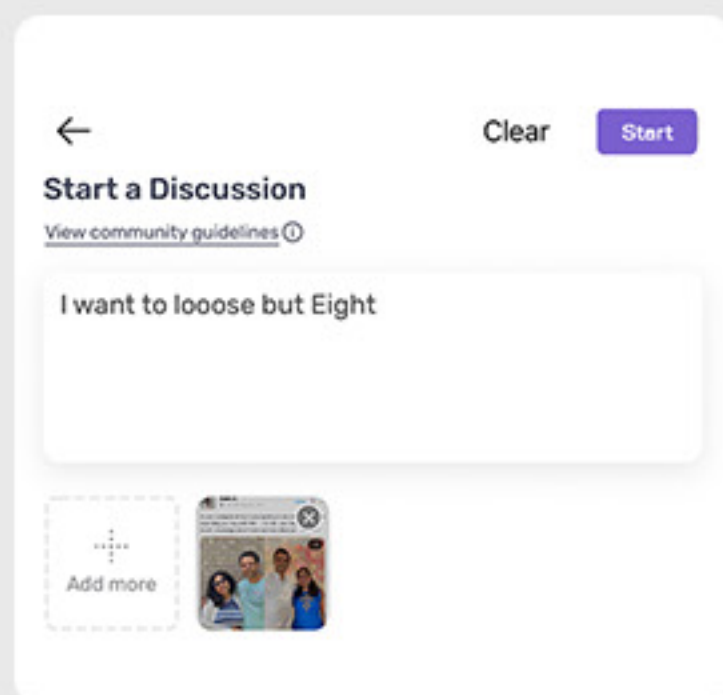 Clear
Start
Start a Discussion
View community guidelines
I want to looose but Eight
Add more